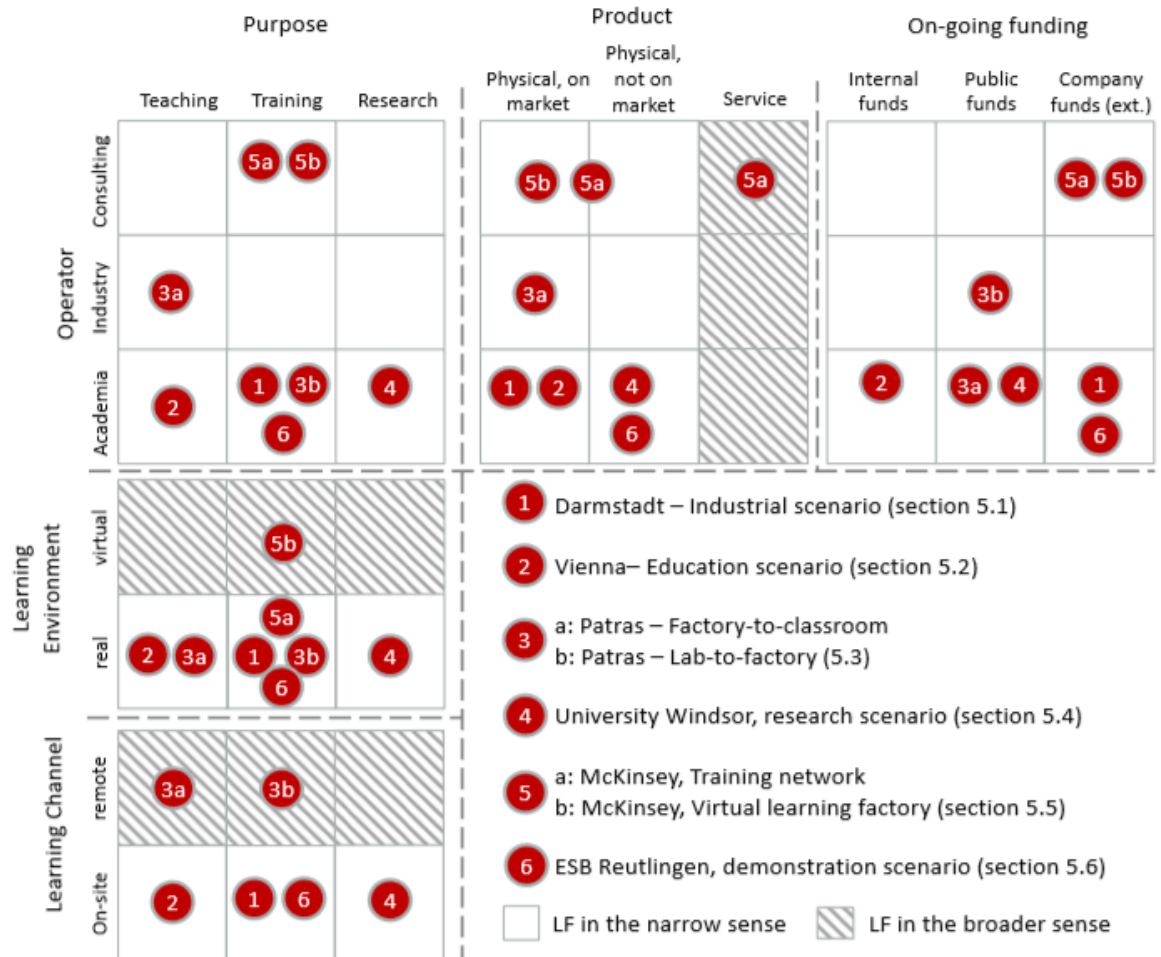 Purpose
Product
On-going funding
Teaching
Training
Research
Physical, on
market
Physical,
not on
market
Service
Internal
funds
Public
funds
Company
funds (ext.)
Operator
Consulting
5a 5b
5b 5a
5a
5a 5b
Industry
3a
3a
3b
Academia
2
1 3b
6
4
1 2
4
6
2
3a 4
1
6
Learning
Environment
virtual
5b
real
2 3a
5a
1 3b
6
4
Learning Channel
remote
3a
3b
On-site
2
1 6
4
1 Darmstadt – Industrial scenario (section 5.1)
2 Vienna– Education scenario (section 5.2)
3 a: Patras – Factory-to-classroom
b: Patras – Lab-to-factory (5.3)
4 University Windsor, research scenario (section 5.4)
5 a: McKinsey, Training network
b: McKinsey, Virtual learning factory (section 5.5)
6 ESB Reutlingen, demonstration scenario (section 5.6)
LF in the narrow sense
LF in the broader sense